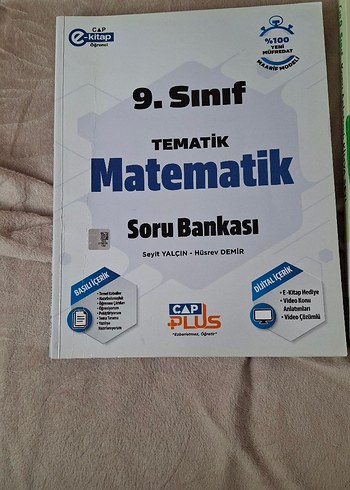 ÇAP
e-kitap
Öğrenci
%100
YENİ
MÜFREDAT
MAARİF MODELİ
9. Sınıf
TEMATİK
Matematik
Soru Bankası
Seyit YALÇIN - Hüsrev DEMİR
BASILI İÇERİK
DİJİTAL İÇERİK
• E-Kitap Hediye
• Video Konu
Anlatımları
• Video Çözümlü
ÇAP
PLUS